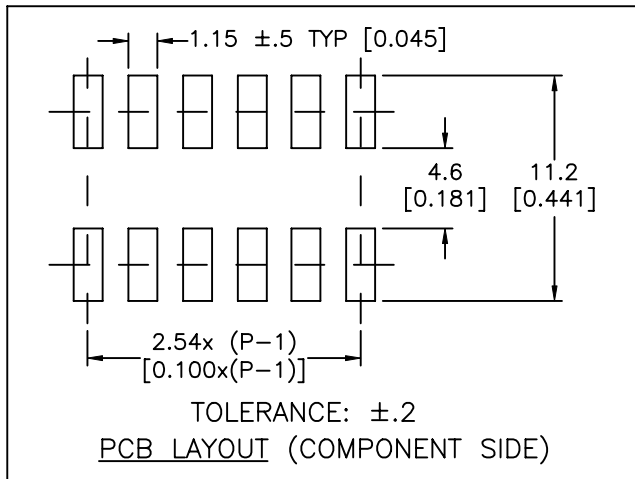 1.15 ±.5 TYP [0.045]
4.6
[0.181]
11.2
[0.441]
2.54x (P-1)
[0.100x(P-1)]
TOLERANCE: ±.2
PCB LAYOUT (COMPONENT SIDE)